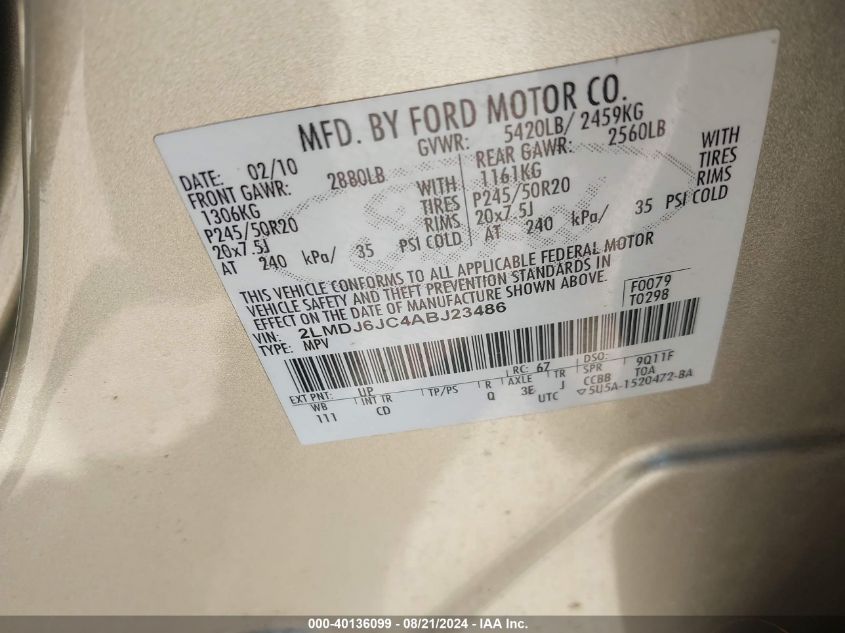 MFD. BY FORD MOTOR CO.
DATE: 02/10 GVWR: 5420LB/ 2459KG
FRONT GAWR: 2880LB REAR GAWR: 2560LB
1306KG WITH 1161KG WITH
P245/50R20 TIRES P245/50R20 TIRES
20x7.5J RIMS 20x7.5J RIMS
AT 240 kPa/ 35 PSI COLD AT 240 kPa/ 35 PSI COLD
THIS VEHICLE CONFORMS TO ALL APPLICABLE FEDERAL MOTOR
VEHICLE SAFETY AND THEFT PREVENTION STANDARDS IN
EFFECT ON THE DATE OF MANUFACTURE SHOWN ABOVE.
VIN: 2LMDJ6JC4ABJ23486 F0079
TYPE: MPV T0298
EXT PNT: UP LRC: 67 DSO: 9Q11F
WB INT TR TP/PS R AXLE TR SPR TOA
111 CD Q 3E J CCBB
UTC ▽5U5A-1520472-BA
000-40136099 - 08/21/2024 - IAA Inc.